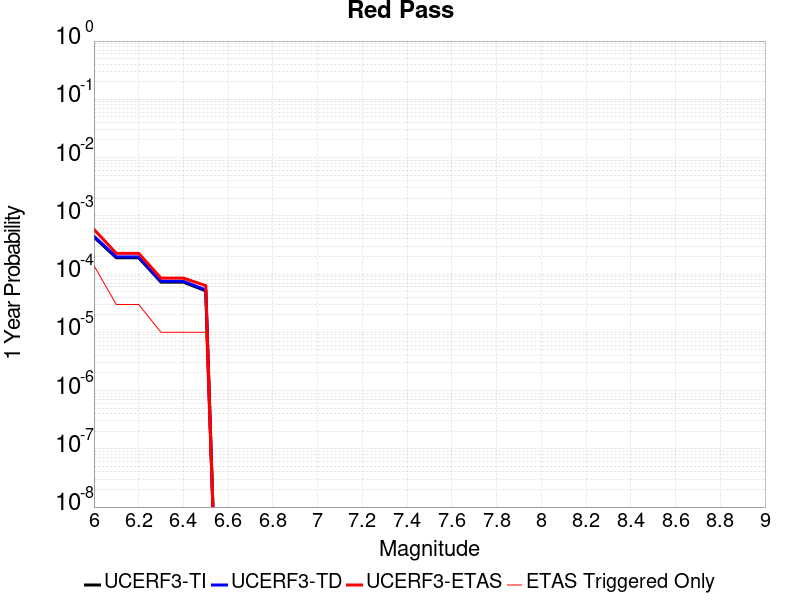 Red Pass
1 Year Probability
10^0
10^-1
10^-2
10^-3
10^-4
10^-5
10^-6
10^-7
10^-8
6 6.2 6.4 6.6 6.8 7 7.2 7.4 7.6 7.8 8 8.2 8.4 8.6 8.8 9
Magnitude
UCERF3-TI UCERF3-TD UCERF3-ETAS ETAS Triggered Only